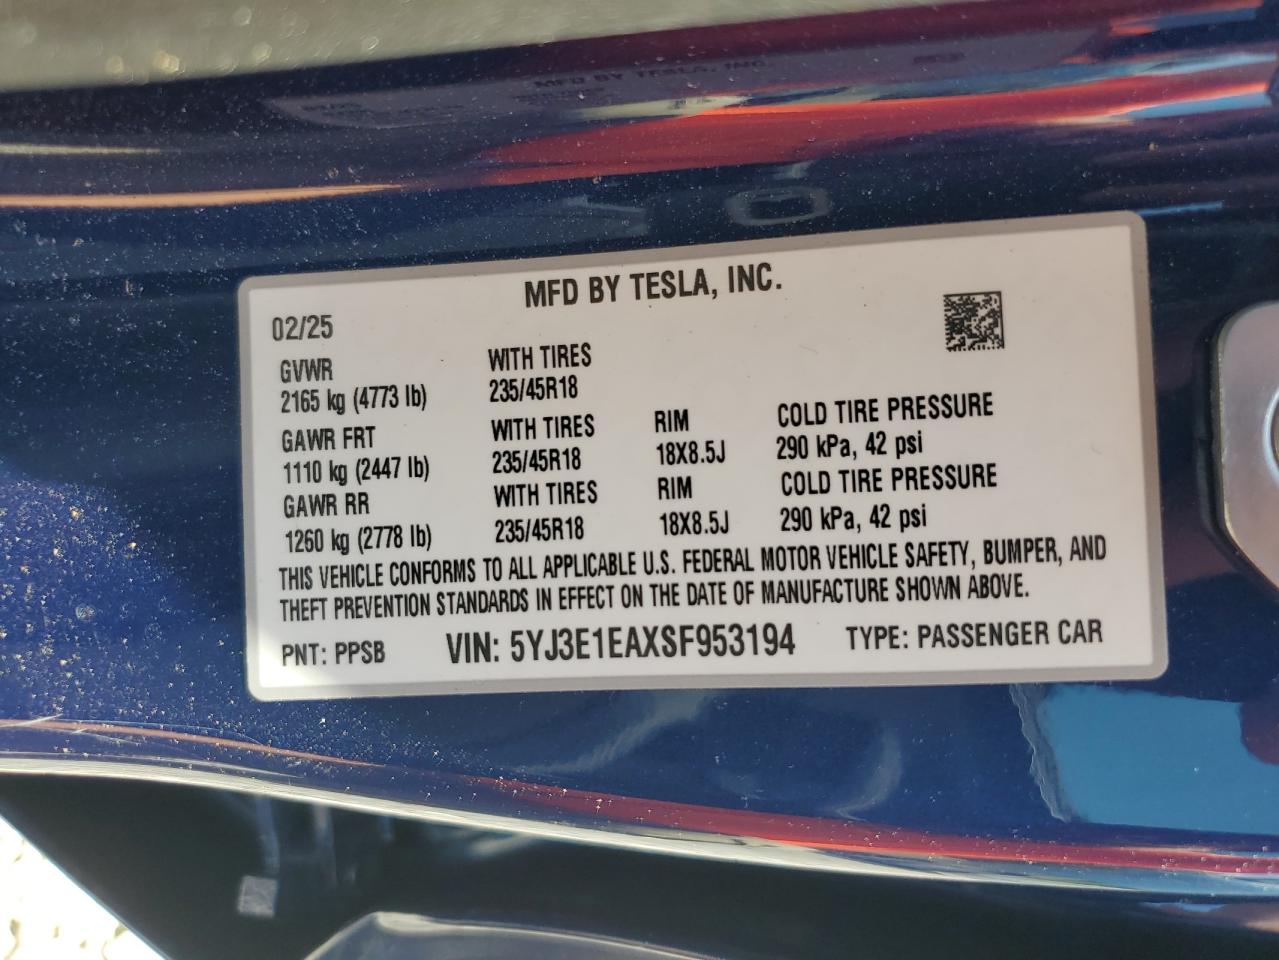 MFD BY TESLA, INC.
02/25
GVWR WITH TIRES
2165 kg (4773 lb) 235/45R18
GAWR FRT WITH TIRES RIM COLD TIRE PRESSURE
1110 kg (2447 lb) 235/45R18 18X8.5J 290 kPa, 42 psi
GAWR RR WITH TIRES RIM COLD TIRE PRESSURE
1260 kg (2778 lb) 235/45R18 18X8.5J 290 kPa, 42 psi
THIS VEHICLE CONFORMS TO ALL APPLICABLE U.S. FEDERAL MOTOR VEHICLE SAFETY, BUMPER, AND
THEFT PREVENTION STANDARDS IN EFFECT ON THE DATE OF MANUFACTURE SHOWN ABOVE.
PNT: PPSB VIN: 5YJ3E1EAXSF953194 TYPE: PASSENGER CAR